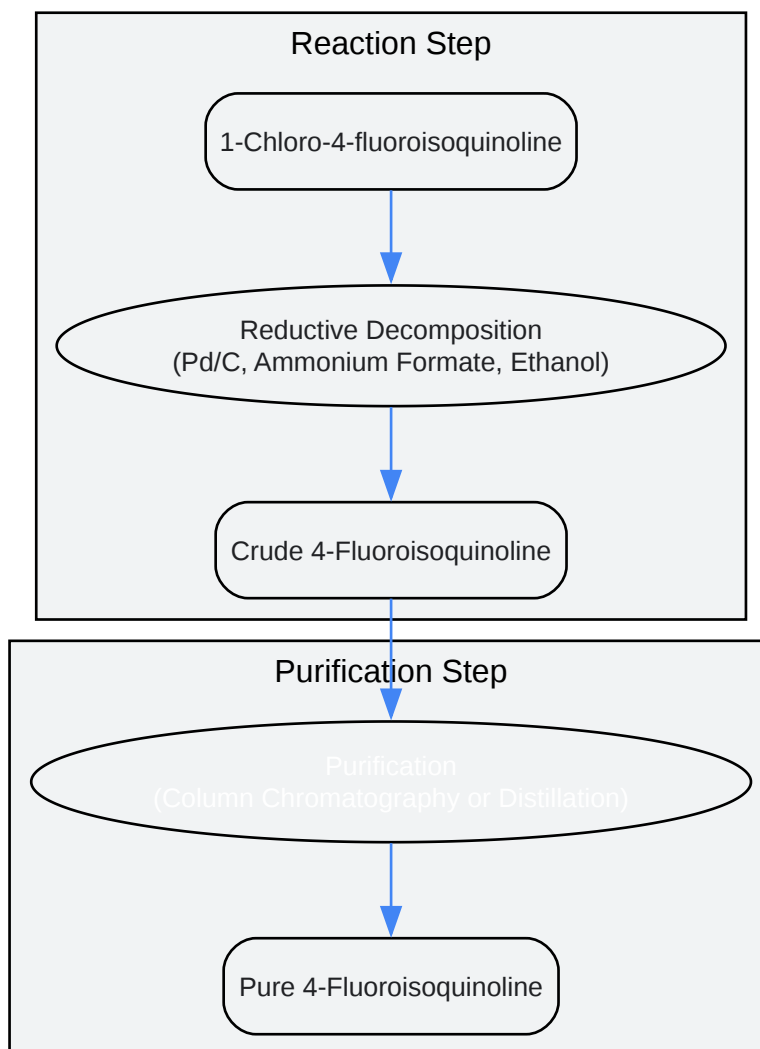 Reaction Step
1-Chloro-4-fluoroisoquinoline
Reductive Decomposition
(Pd/C, Ammonium Formate, Ethanol)
Crude 4-Fluoroisoquinoline
Purification Step
Purification
(Column Chromatography or Distillation)
Pure 4-Fluoroisoquinoline